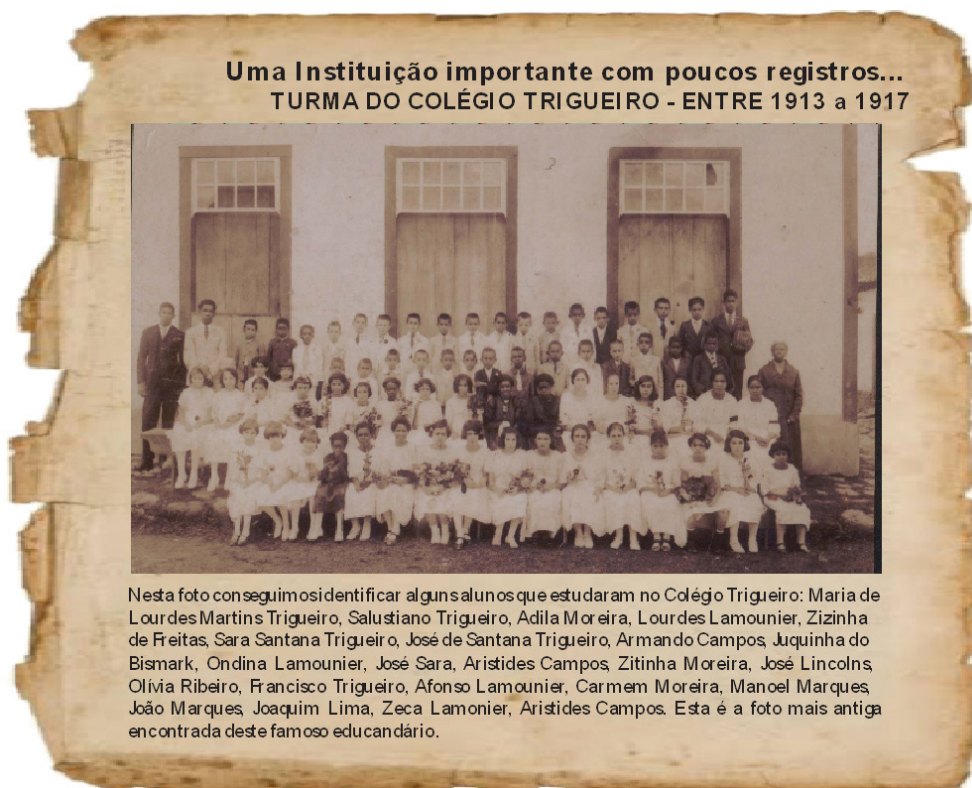 Uma Instituição importante com poucos registros...
TURMA DO COLÉGIO TRIGUEIRO - ENTRE 1913 a 1917
Nesta foto conseguimos identificar alguns alunos que estudaram no Colégio Trigueiro: Maria de
Lourdes Martins Trigueiro, Salustiano Trigueiro, Adila Moreira, Lourdes Lamounier, Zizinha
de Freitas, Sara Santana Trigueiro, José de Santana Trigueiro, Armando Campos, Juquinha do
Bismark, Ondina Lamounier, José Sara, Aristides Campos, Zitinha Moreira, José Lincolns,
Olívia Ribeiro, Francisco Trigueiro, Afonso Lamounier, Carmem Moreira, Manoel Marques,
João Marques, Joaquim Lima, Zeca Lamonier, Aristides Campos. Esta é a foto mais antiga
encontrada deste famoso educandário.